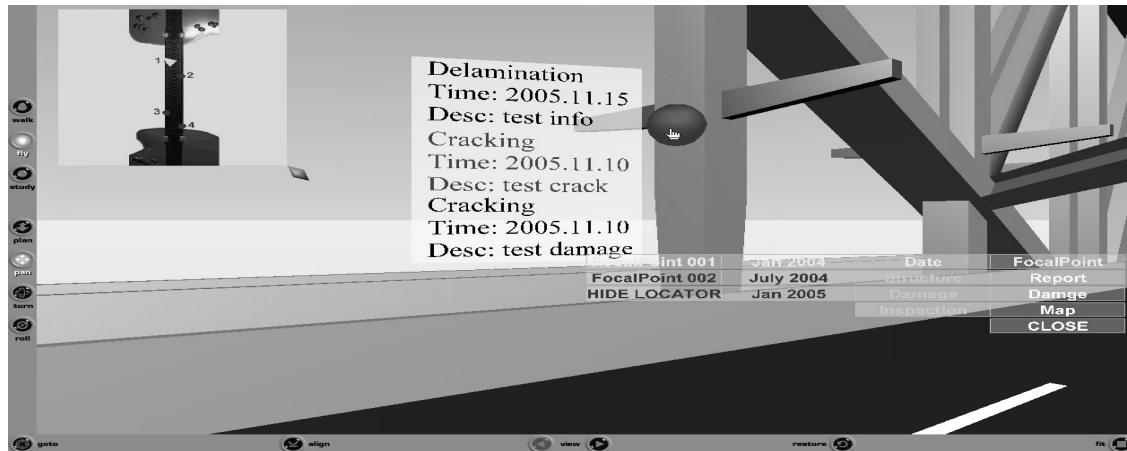 1
2
3
4
walk
fly
study
plan
pan
turn
roll
Delamination
Time: 2005.11.15
Desc: test info
Cracking
Time: 2005.11.10
Desc: test crack
Cracking
Time: 2005.11.10
Desc: test damage
Point 001 Jan 2004 Date FocalPoint
FocalPoint 002 July 2004 Structure Report
HIDE LOCATOR Jan 2005 Damage Damge
Inspection Map
CLOSE
goto align view restore fit